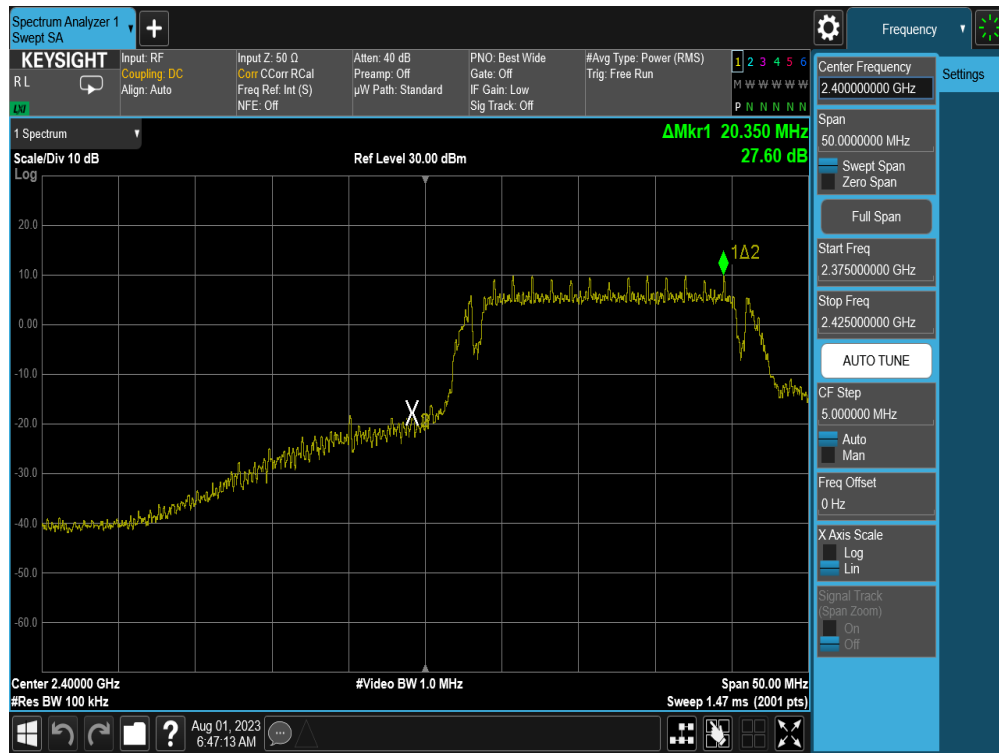 Spectrum Analyzer 1
Swept SA
Frequency
KEYSIGHT
R L
LXI
Input: RF
Coupling: DC
Align: Auto
Input Z: 50 Ω
Corr CCorr RCal
Freq Ref: Int (S)
NFE: Off
Atten: 40 dB
Preamp: Off
µW Path: Standard
PNO: Best Wide
Gate: Off
IF Gain: Low
Sig Track: Off
#Avg Type: Power (RMS)
Trig: Free Run
1 2 3 4 5 6
M W W W W W
P N N N N N
1 Spectrum
Scale/Div 10 dB
Log
Ref Level 30.00 dBm
ΔMkr1 20.350 MHz
27.60 dB
20.0
10.0
0.00
-10.0
-20.0
-30.0
-40.0
-50.0
-60.0
1Δ2
X
2
Center 2.40000 GHz
#Res BW 100 kHz
#Video BW 1.0 MHz
Span 50.00 MHz
Sweep 1.47 ms (2001 pts)
?
Aug 01, 2023
6:47:13 AM
Center Frequency
2.400000000 GHz
Settings
Span
50.0000000 MHz
Swept Span
Zero Span
Full Span
Start Freq
2.375000000 GHz
Stop Freq
2.425000000 GHz
AUTO TUNE
CF Step
5.000000 MHz
Auto
Man
Freq Offset
0 Hz
X Axis Scale
Log
Lin
Signal Track
(Span Zoom)
On
Off